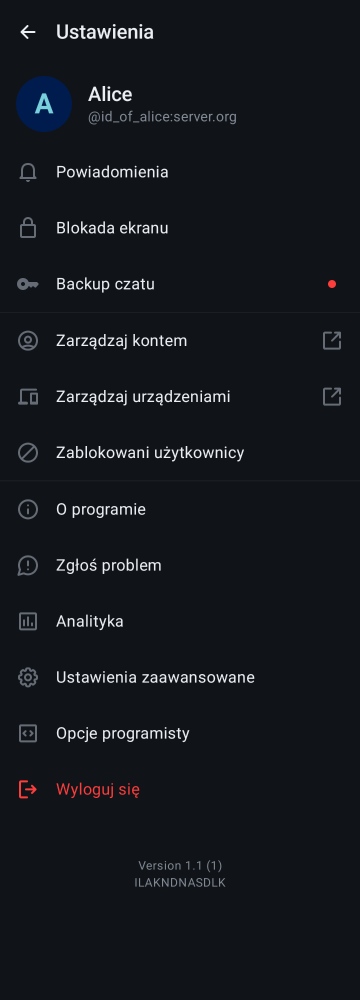 Ustawienia
A
Alice
@id_of_alice:server.org
Powiadomienia
Blokada ekranu
Backup czatu
Zarządzaj kontem
Zarządzaj urządzeniami
Zablokowani użytkownicy
O programie
Zgłoś problem
Analityka
Ustawienia zaawansowane
Opcje programisty
Wyloguj się
Version 1.1 (1)
ILAKNDNASDLK